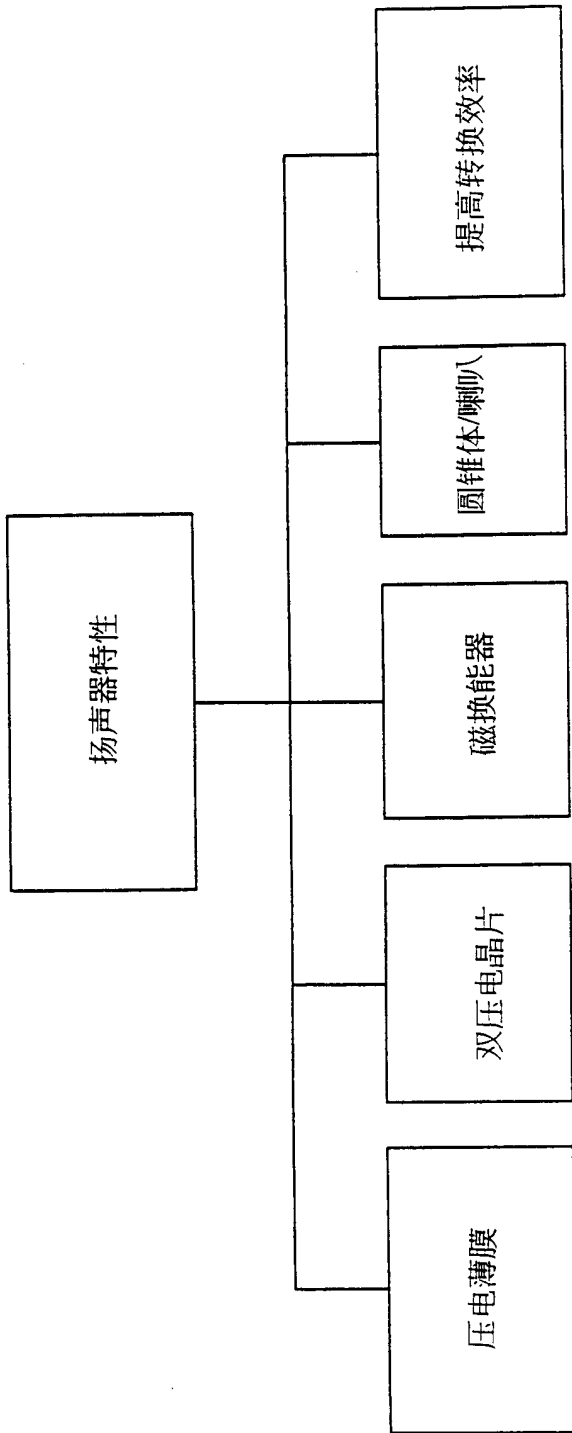 扬声器特性
压电薄膜
双压电晶片
磁换能器
圆锥体/喇叭
提高转换效率